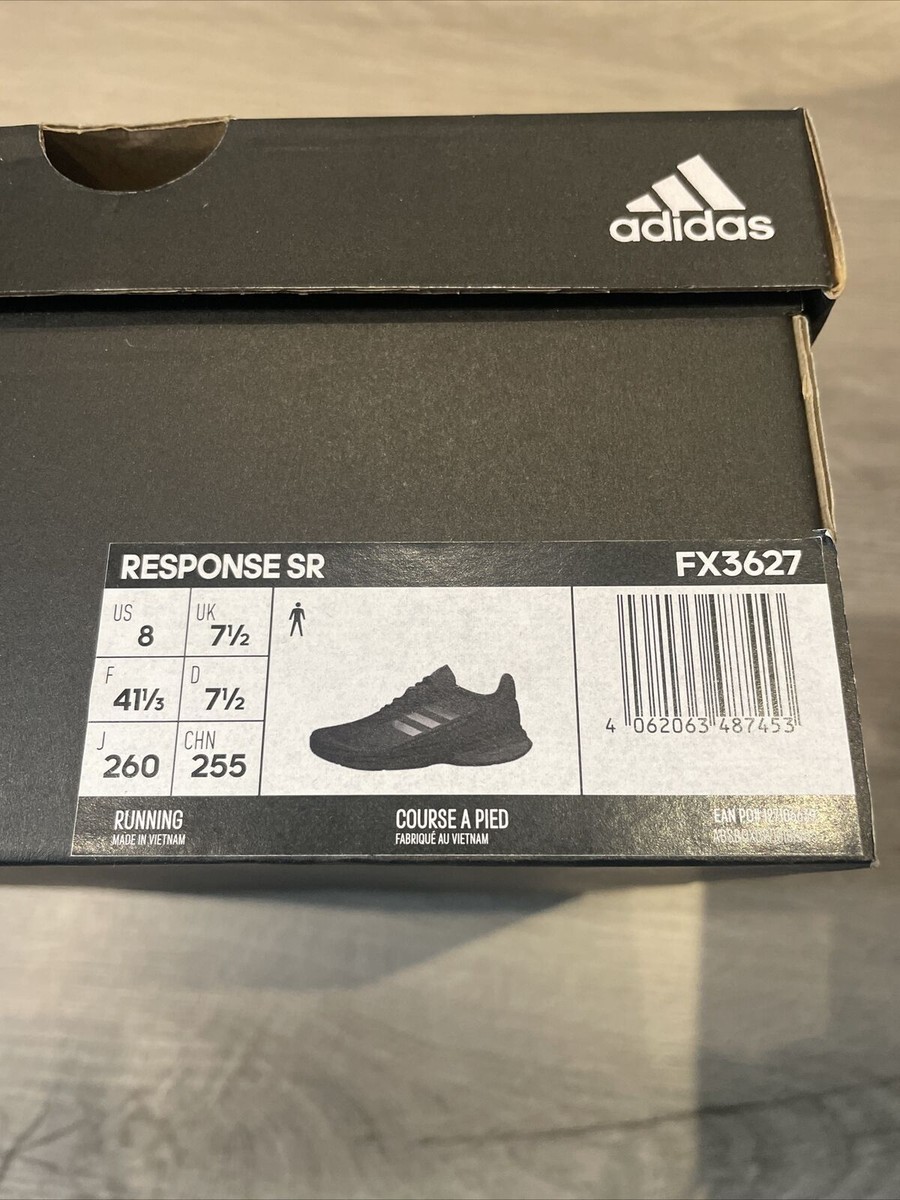 adidas
RESPONSE SR FX3627
US 8 UK 7½
F 41⅓ D 7½
J 260 CHN 255
4 062063 487453
RUNNING COURSE A PIED EAN PO#
MADE IN VIETNAM FABRIQUÉ AU VIETNAM